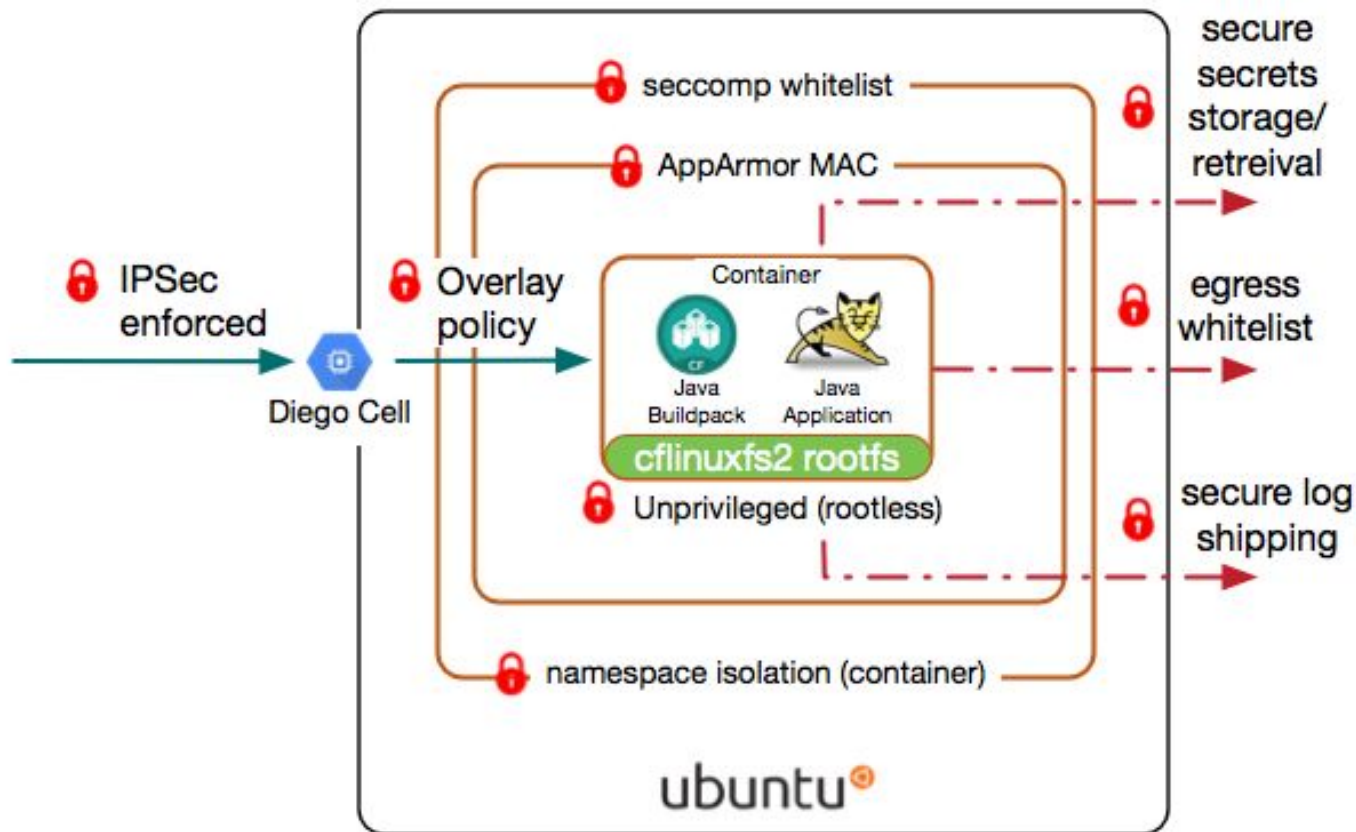 secure
secrets
storage/
retreival
seccomp whitelist
AppArmor MAC
IPSec
enforced
Overlay
policy
Diego Cell
Container
CF
Java
Buildpack
Java
Application
cflinuxfs2 rootfs
Unprivileged (rootless)
egress
whitelist
secure log
shipping
namespace isolation (container)
ubuntu